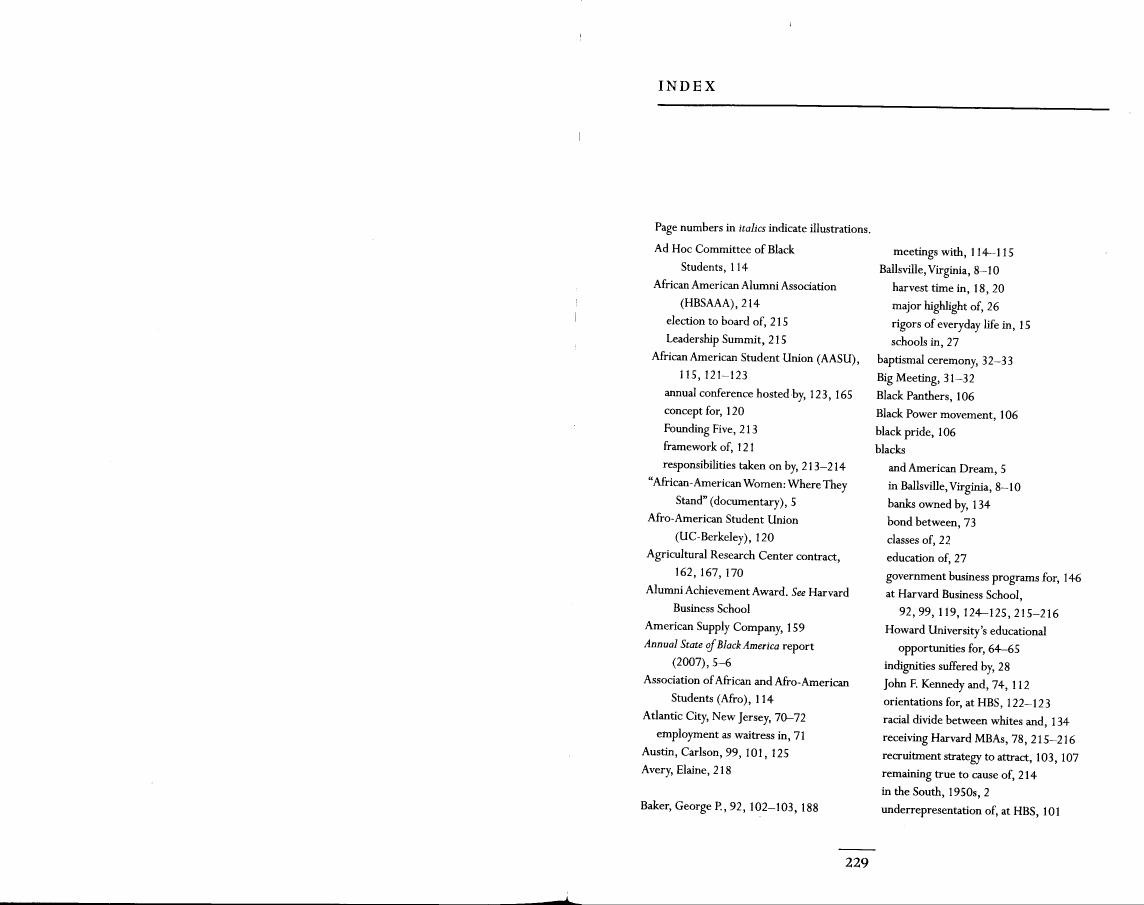 INDEX
Page numbers in italics indicate illustrations.
Ad Hoc Committee of Black
Students, 114
African American Alumni Association
(HBSAAA), 214
election to board of, 215
Leadership Summit, 215
African American Student Union (AASU),
115, 121–123
annual conference hosted by, 123, 165
concept for, 120
Founding Five, 213
framework of, 121
responsibilities taken on by, 213–214
“African-American Women: Where They
Stand” (documentary), 5
Afro-American Student Union
(UC-Berkeley), 120
Agricultural Research Center contract,
162, 167, 170
Alumni Achievement Award. See Harvard
Business School
American Supply Company, 159
Annual State of Black America report
(2007), 5–6
Association of African and Afro-American
Students (Afro), 114
Atlantic City, New Jersey, 70–72
employment as waitress in, 71
Austin, Carlson, 99, 101, 125
Avery, Elaine, 218
Baker, George P., 92, 102–103, 188
meetings with, 114–115
Ballsville, Virginia, 8–10
harvest time in, 18, 20
major highlight of, 26
rigors of everyday life in, 15
schools in, 27
baptismal ceremony, 32–33
Big Meeting, 31–32
Black Panthers, 106
Black Power movement, 106
black pride, 106
blacks
and American Dream, 5
in Ballsville, Virginia, 8–10
banks owned by, 134
bond between, 73
classes of, 22
education of, 27
government business programs for, 146
at Harvard Business School,
92, 99, 119, 124–125, 215–216
Howard University’s educational
opportunities for, 64–65
indignities suffered by, 28
John F. Kennedy and, 74, 112
orientations for, at HBS, 122–123
racial divide between whites and, 134
receiving Harvard MBAs, 78, 215–216
recruitment strategy to attract, 103, 107
remaining true to cause of, 214
in the South, 1950s, 2
underrepresentation of, at HBS, 101
229